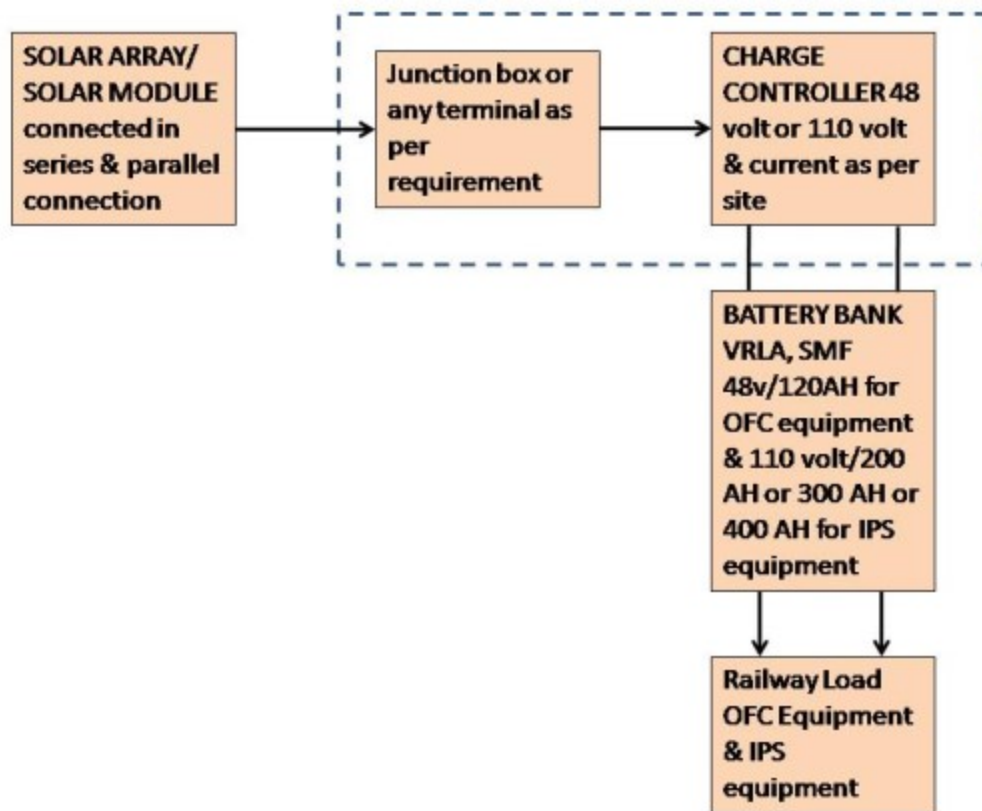 SOLAR ARRAY/
SOLAR MODULE
connected in
series & parallel
connection
Junction box or
any terminal as
per
requirement
CHARGE
CONTROLLER 48
volt or 110 volt
& current as per
site
BATTERY BANK
VRLA, SMF
48v/120AH for
OFC equipment
& 110 volt/200
AH or 300 AH or
400 AH for IPS
equipment
Railway Load
OFC Equipment
& IPS
equipment